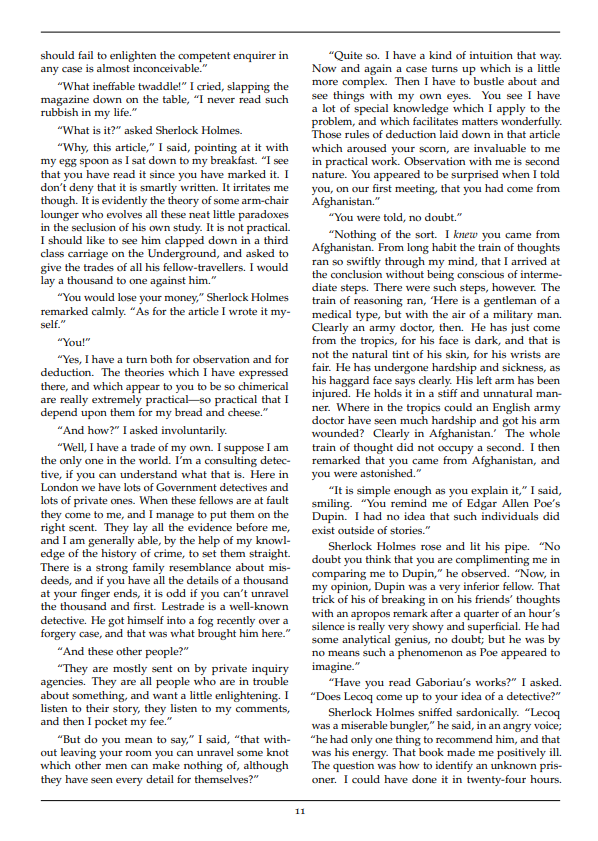 should fail to enlighten the competent enquirer in
any case is almost inconceivable.”
“What ineffable twaddle!” I cried, slapping the
magazine down on the table, “I never read such
rubbish in my life.”
“What is it?” asked Sherlock Holmes.
“Why, this article,” I said, pointing at it with
my egg spoon as I sat down to my breakfast. “I see
that you have read it since you have marked it. I
don’t deny that it is smartly written. It irritates me
though. It is evidently the theory of some arm-chair
lounger who evolves all these neat little paradoxes
in the seclusion of his own study. It is not practical.
I should like to see him clapped down in a third
class carriage on the Underground, and asked to
give the trades of all his fellow-travellers. I would
lay a thousand to one against him.”
“You would lose your money,” Sherlock Holmes
remarked calmly. “As for the article I wrote it my-
self.”
“You!”
“Yes, I have a turn both for observation and for
deduction. The theories which I have expressed
there, and which appear to you to be so chimerical
are really extremely practical—so practical that I
depend upon them for my bread and cheese.”
“And how?” I asked involuntarily.
“Well, I have a trade of my own. I suppose I am
the only one in the world. I’m a consulting detec-
tive, if you can understand what that is. Here in
London we have lots of Government detectives and
lots of private ones. When these fellows are at fault
they come to me, and I manage to put them on the
right scent. They lay all the evidence before me,
and I am generally able, by the help of my knowl-
edge of the history of crime, to set them straight.
There is a strong family resemblance about mis-
deeds, and if you have all the details of a thousand
at your finger ends, it is odd if you can’t unravel
the thousand and first. Lestrade is a well-known
detective. He got himself into a fog recently over a
forgery case, and that was what brought him here.”
“And these other people?”
“They are mostly sent on by private inquiry
agencies. They are all people who are in trouble
about something, and want a little enlightening. I
listen to their story, they listen to my comments,
and then I pocket my fee.”
“But do you mean to say,” I said, “that with-
out leaving your room you can unravel some knot
which other men can make nothing of, although
they have seen every detail for themselves?”
“Quite so. I have a kind of intuition that way.
Now and again a case turns up which is a little
more complex. Then I have to bustle about and
see things with my own eyes. You see I have
a lot of special knowledge which I apply to the
problem, and which facilitates matters wonderfully.
Those rules of deduction laid down in that article
which aroused your scorn, are invaluable to me
in practical work. Observation with me is second
nature. You appeared to be surprised when I told
you, on our first meeting, that you had come from
Afghanistan.”
“You were told, no doubt.”
“Nothing of the sort. I knew you came from
Afghanistan. From long habit the train of thoughts
ran so swiftly through my mind, that I arrived at
the conclusion without being conscious of interme-
diate steps. There were such steps, however. The
train of reasoning ran, ‘Here is a gentleman of a
medical type, but with the air of a military man.
Clearly an army doctor, then. He has just come
from the tropics, for his face is dark, and that is
not the natural tint of his skin, for his wrists are
fair. He has undergone hardship and sickness, as
his haggard face says clearly. His left arm has been
injured. He holds it in a stiff and unnatural man-
ner. Where in the tropics could an English army
doctor have seen much hardship and got his arm
wounded? Clearly in Afghanistan.’ The whole
train of thought did not occupy a second. I then
remarked that you came from Afghanistan, and
you were astonished.”
“It is simple enough as you explain it,” I said,
smiling. “You remind me of Edgar Allen Poe’s
Dupin. I had no idea that such individuals did
exist outside of stories.”
Sherlock Holmes rose and lit his pipe. “No
doubt you think that you are complimenting me in
comparing me to Dupin,” he observed. “Now, in
my opinion, Dupin was a very inferior fellow. That
trick of his of breaking in on his friends’ thoughts
with an apropos remark after a quarter of an hour’s
silence is really very showy and superficial. He had
some analytical genius, no doubt; but he was by
no means such a phenomenon as Poe appeared to
imagine.”
“Have you read Gaboriau’s works?” I asked.
“Does Lecoq come up to your idea of a detective?”
Sherlock Holmes sniffed sardonically. “Lecoq
was a miserable bungler,” he said, in an angry voice;
“he had only one thing to recommend him, and that
was his energy. That book made me positively ill.
The question was how to identify an unknown pris-
oner. I could have done it in twenty-four hours.
11